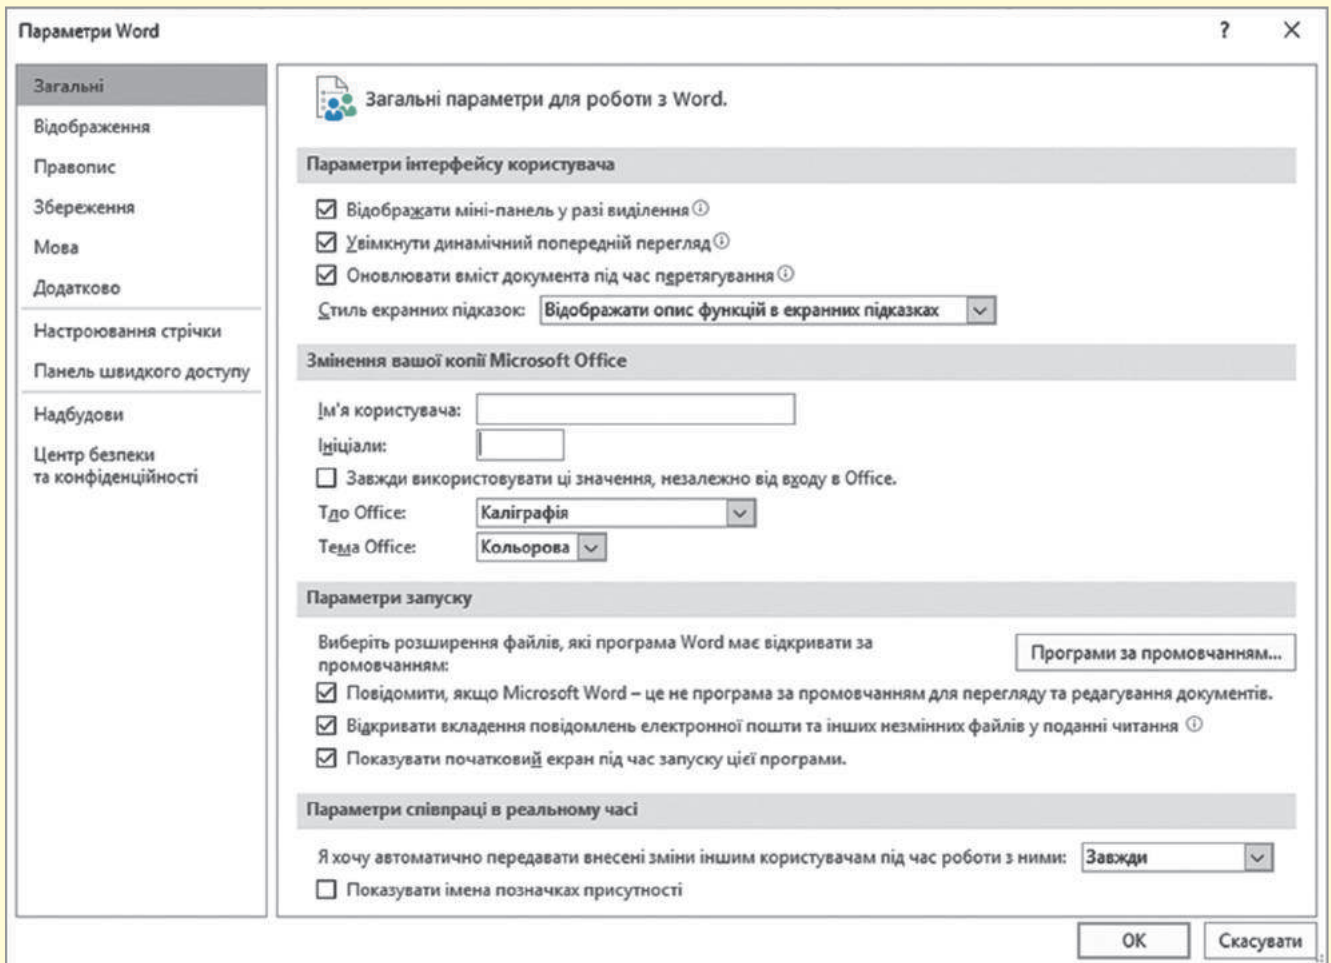 Параметри Word
?
Загальні
Відображення
Правопис
Збереження
Мова
Додатково
Настроювання стрічки
Панель швидкого доступу
Надбудови
Центр безпеки
та конфіденційності
Загальні параметри для роботи з Word.
Параметри інтерфейсу користувача
Відображати міні-панель у разі виділення
Увімкнути динамічний попередній перегляд
Оновлювати вміст документа під час перетягування
Стиль екранних підказок: Відображати опис функцій в екранних підказках
Змінення вашої копії Microsoft Office
Ім'я користувача:
Ініціали:
Завжди використовувати ці значення, незалежно від входу в Office.
Тло Office: Каліграфія
Тема Office: Кольорова
Параметри запуску
Виберіть розширення файлів, які програма Word має відкривати за
промовчанням:
Програми за промовчанням...
Повідомити, якщо Microsoft Word – це не програма за промовчанням для перегляду та редагування документів.
Відкривати вкладення повідомлень електронної пошти та інших незмінних файлів у поданні читання
Показувати початковий екран під час запуску цієї програми.
Параметри співпраці в реальному часі
Я хочу автоматично передавати внесені зміни іншим користувачам під час роботи з ними: Завжди
Показувати імена позначках присутності
ОК
Скасувати